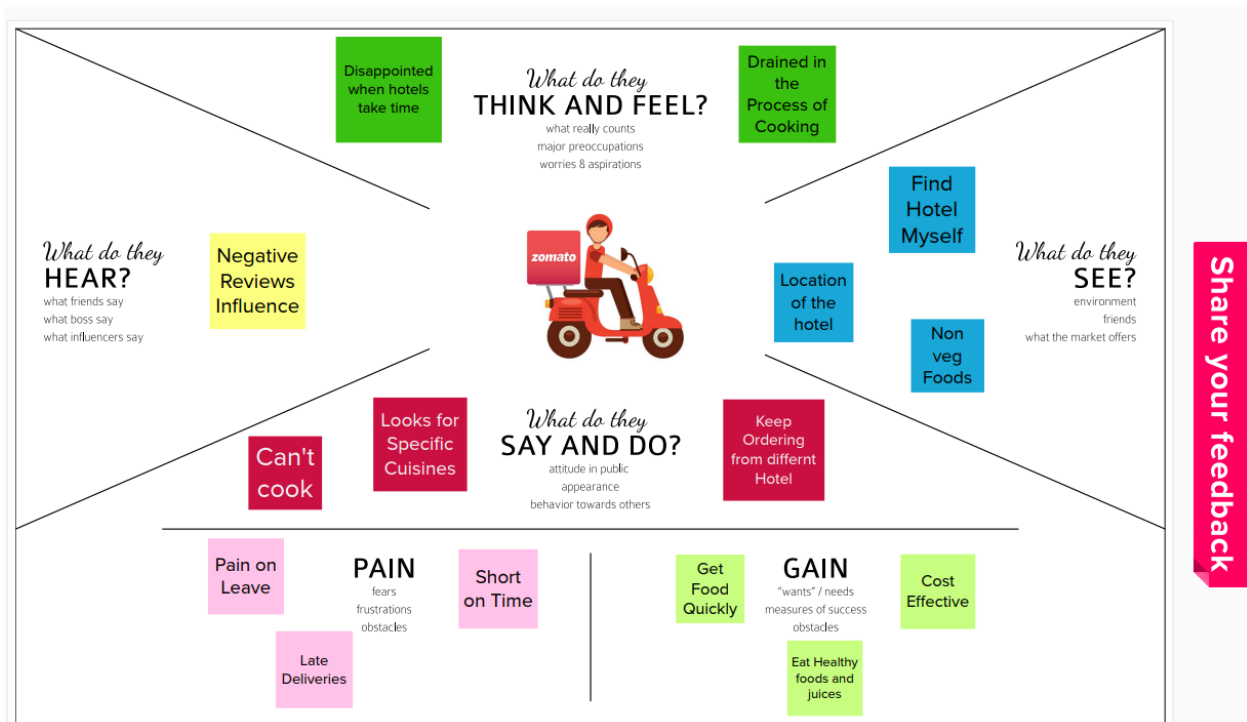 Disappointed
when hotels
take time
What do they
THINK AND FEEL?
what really counts
major preoccupations
worries & aspirations
Drained in
the
Process of
Cooking
What do they
HEAR?
what friends say
what boss say
what influencers say
Negative
Reviews
Influence
zomato
Find
Hotel
Myself
Location
of the
hotel
Non
veg
Foods
What do they
SEE?
environment
friends
what the market offers
Can't
cook
Looks for
Specific
Cuisines
What do they
SAY AND DO?
attitude in public
appearance
behavior towards others
Keep
Ordering
from differnt
Hotel
Pain on
Leave
PAIN
fears
frustrations
obstacles
Short
on Time
Late
Deliveries
Get
Food
Quickly
GAIN
"wants" / needs
measures of success
obstacles
Cost
Effective
Eat Healthy
foods and
juices
Share your feedback